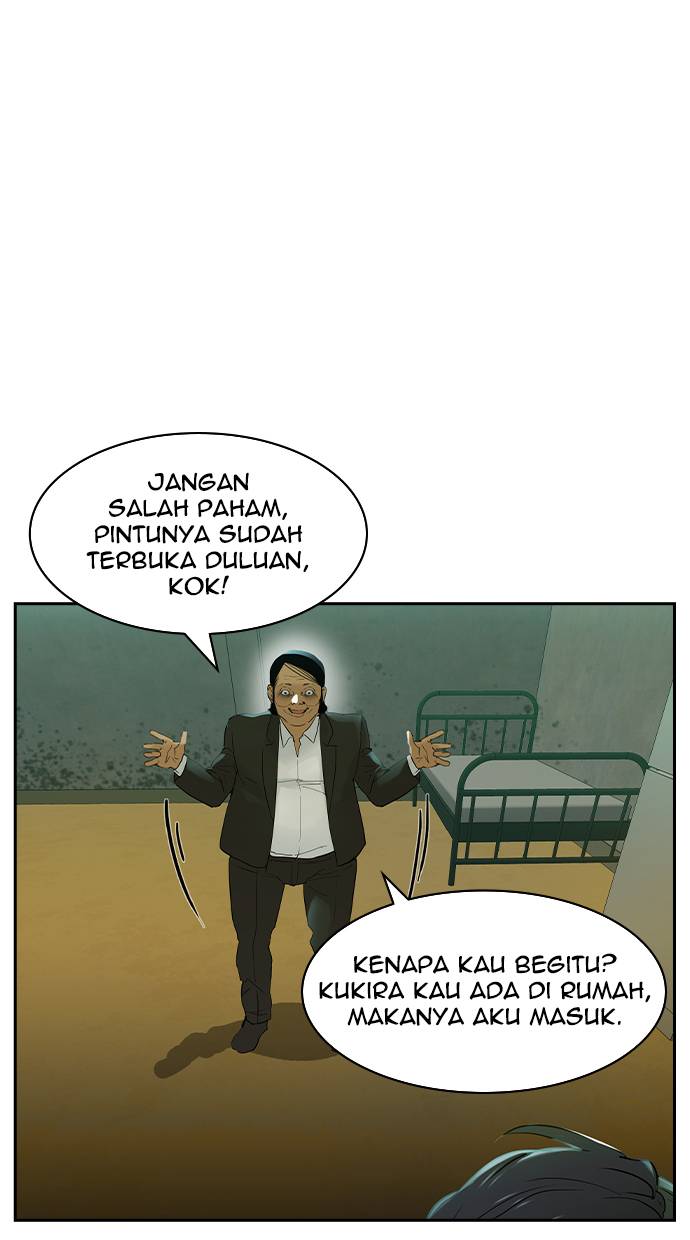 JANGAN
SALAH PAHAM,
PINTUNYA SUDAH
TERBUKA DULUAN,
KOK!
KENAPA KAU BEGITU?
KUKIRA KAU ADA DI RUMAH,
MAKANYA AKU MASUK.